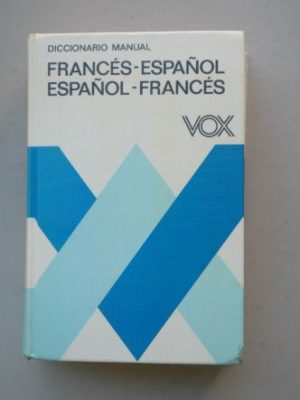 DICCIONARIO MANUAL
FRANCÉS-ESPAÑOL
ESPAÑOL-FRANCÉS
VOX